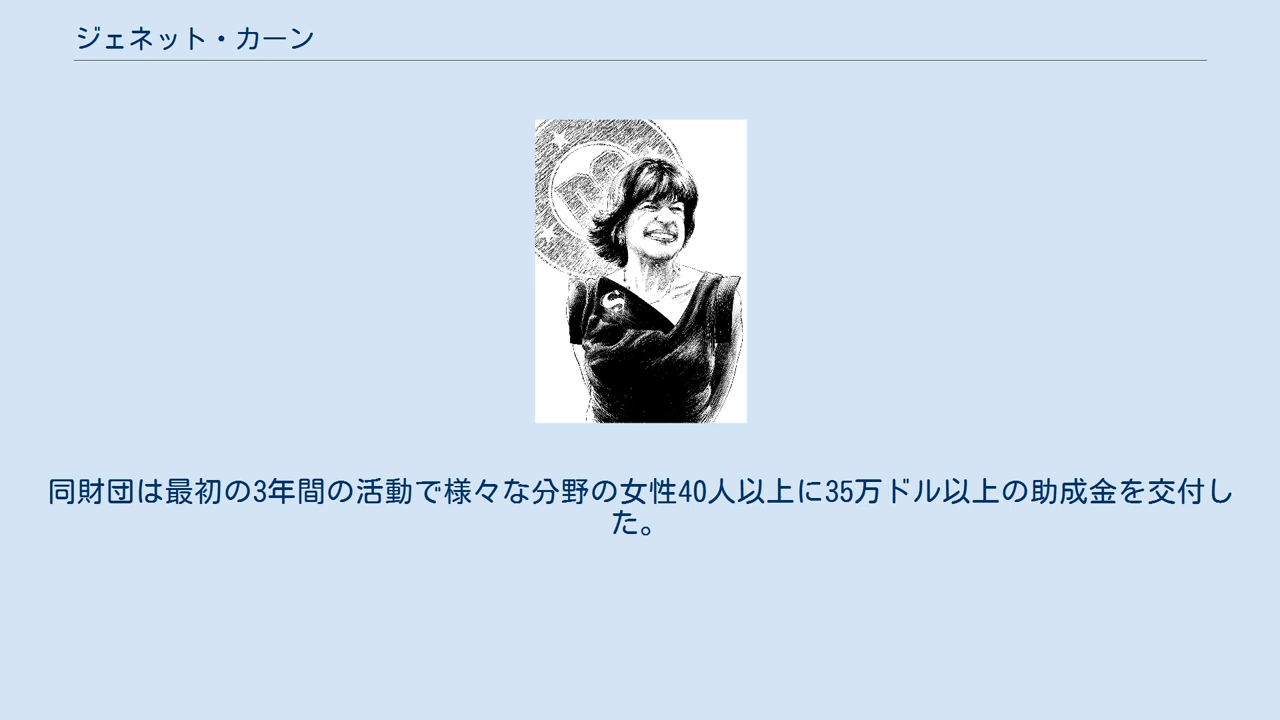 ジェネット・カーン
同財団は最初の3年間の活動で様々な分野の女性40人以上に35万ドル以上の助成金を交付し
た。